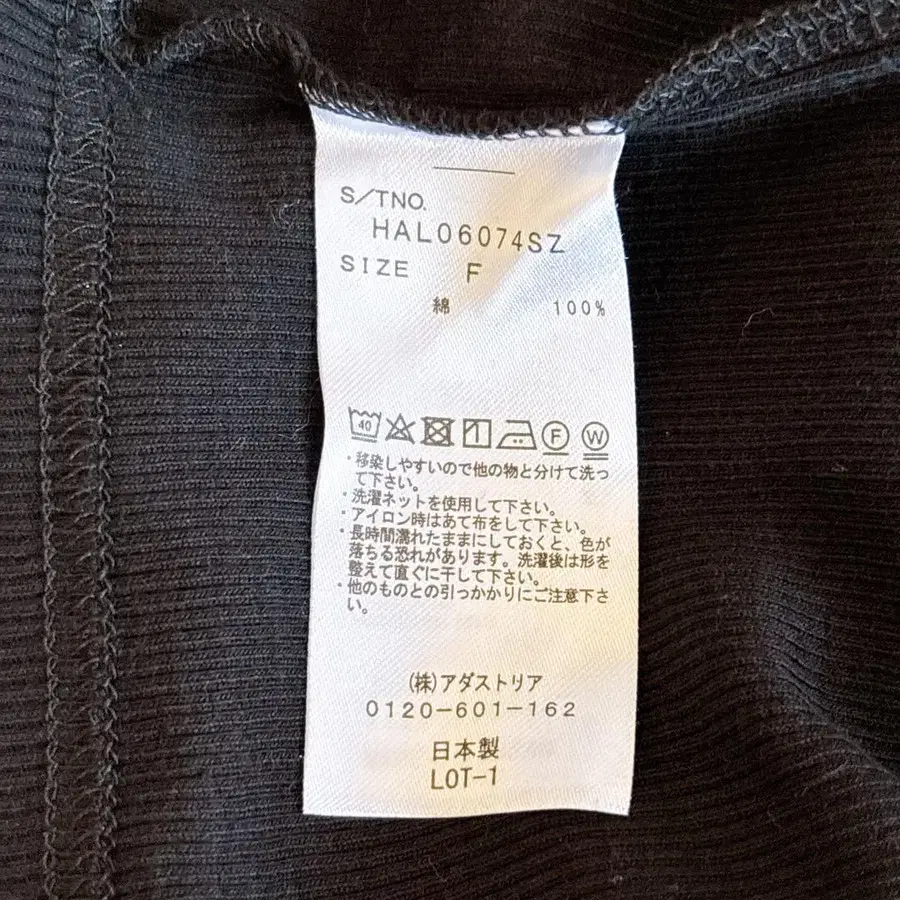 S/TNO.
HAL06074SZ
SIZE F
綿 100%
40 F W
・移染しやすいので他の物と分けて洗っ
て下さい。
・洗濯ネットを使用して下さい。
・アイロン時はあて布をして下さい。
・長時間濡れたままにしておくと、色が
落ちる恐れがあります。洗濯後は形を
整えて直ぐに干して下さい。
・他のものとの引っかかりにご注意下さ
い。
(株)アダストリア
0120-601-162
日本製
LOT-1